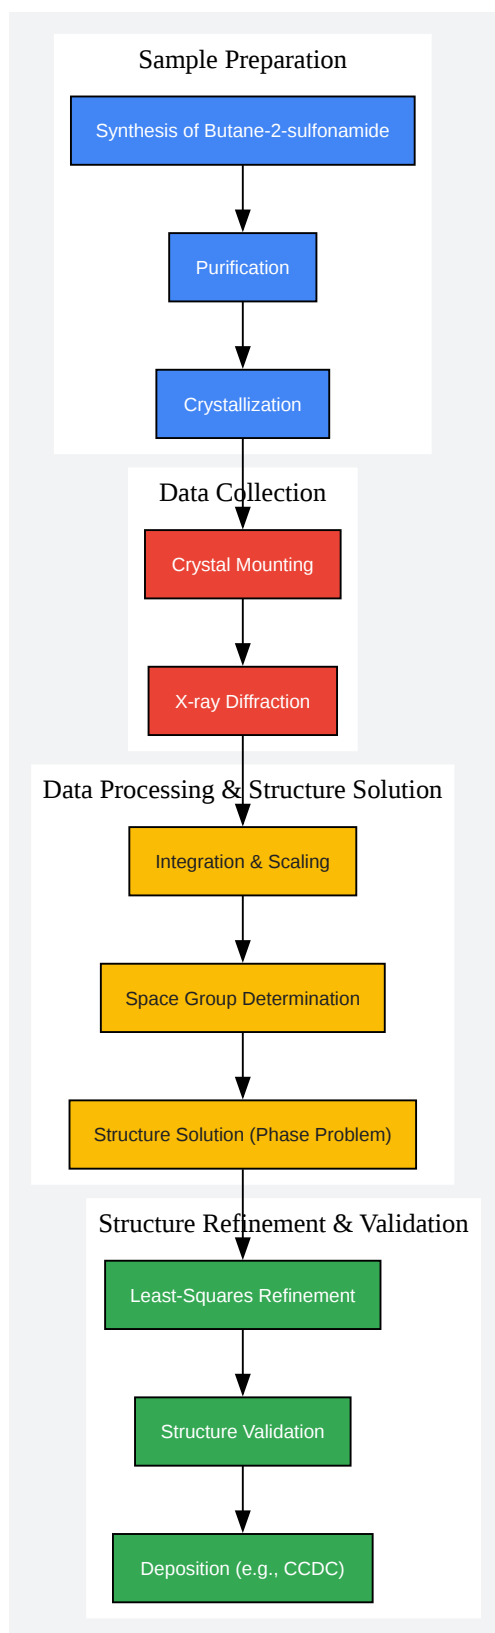 Sample Preparation
Synthesis of Butane-2-sulfonamide
Purification
Crystallization
Data Collection
Crystal Mounting
X-ray Diffraction
Data Processing & Structure Solution
Integration & Scaling
Space Group Determination
Structure Solution (Phase Problem)
Structure Refinement & Validation
Least-Squares Refinement
Structure Validation
Deposition (e.g., CCDC)